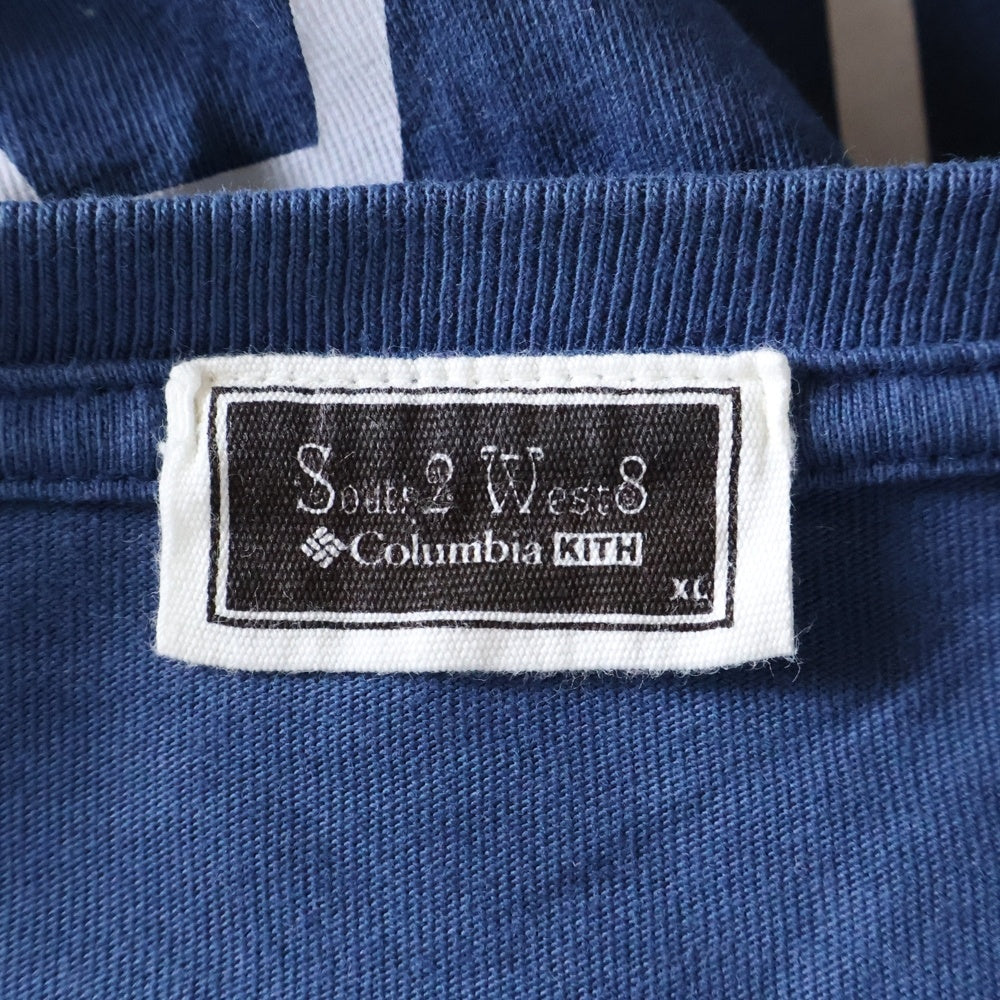 South2 West8
Columbia KITH
XL